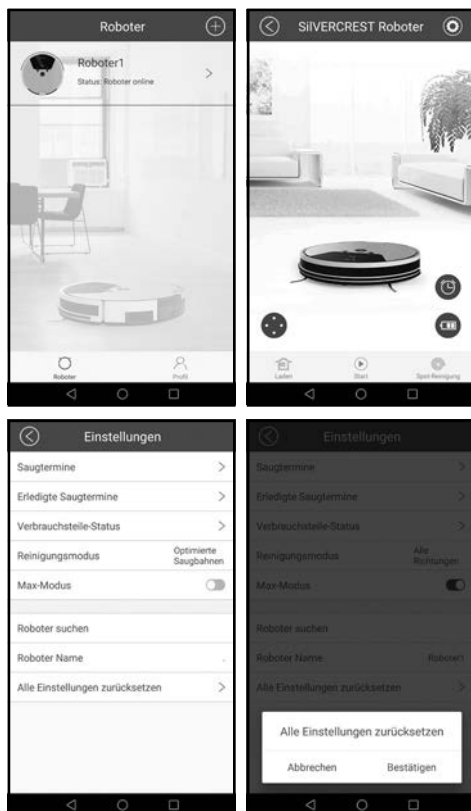 Roboter
Roboter1
Status: Roboter online
Roboter
Profil
SilVERCREST Roboter
Laden
Start
Spot-Reinigung
Einstellungen
Saugtermine
Erledigte Saugtermine
Verbrauchsteile-Status
Reinigungsmodus
Optimierte
Saugbahnen
Max-Modus
Roboter suchen
Roboter Name
Alle Einstellungen zurücksetzen
Einstellungen
Saugtermine
Erledigte Saugtermine
Verbrauchsteile-Status
Reinigungsmodus
Alle
Richtungen
Max-Modus
Roboter suchen
Roboter Name
Roboter1
Alle Einstellungen zurücksetzen
Alle Einstellungen zurücksetzen
Abbrechen
Bestätigen